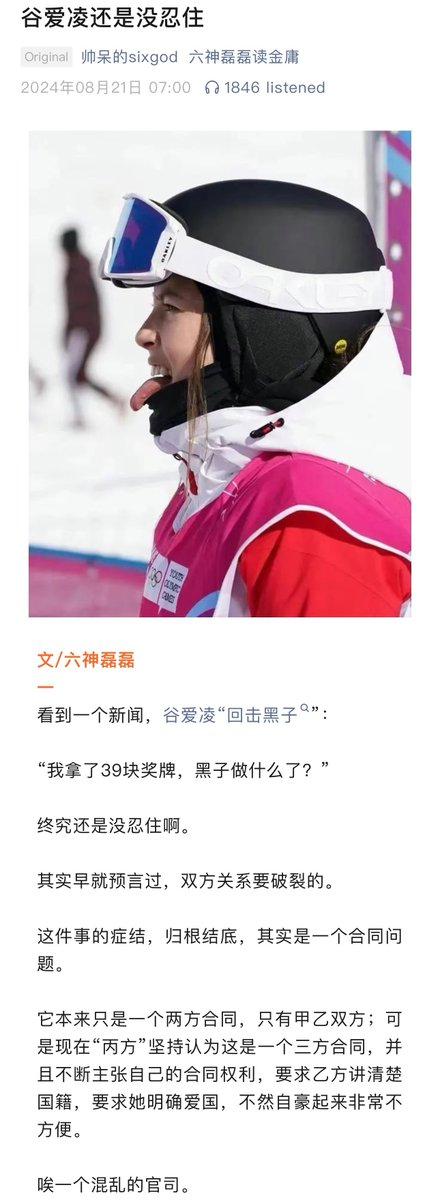 谷爱凌还是没忍住
Original 帅呆的sixgod 六神磊磊读金庸
2024年08月21日 07:00 1846 listened
OAKLEY
OAKLEY
YOUTH
OLYMPIC
GAMES
文/六神磊磊
看到一个新闻，谷爱凌“回击黑子”：
“我拿了39块奖牌，黑子做什么了？”
终究还是没忍住啊。
其实早就预言过，双方关系要破裂的。
这件事的症结，归根结底，其实是一个合同问
题。
它本来只是一个两方合同，只有甲乙双方；可
是现在“丙方”坚持认为这是一个三方合同，并
且不断主张自己的合同权利，要求乙方讲清楚
国籍，要求她明确爱国，不然自豪起来非常不
方便。
唉一个混乱的官司。